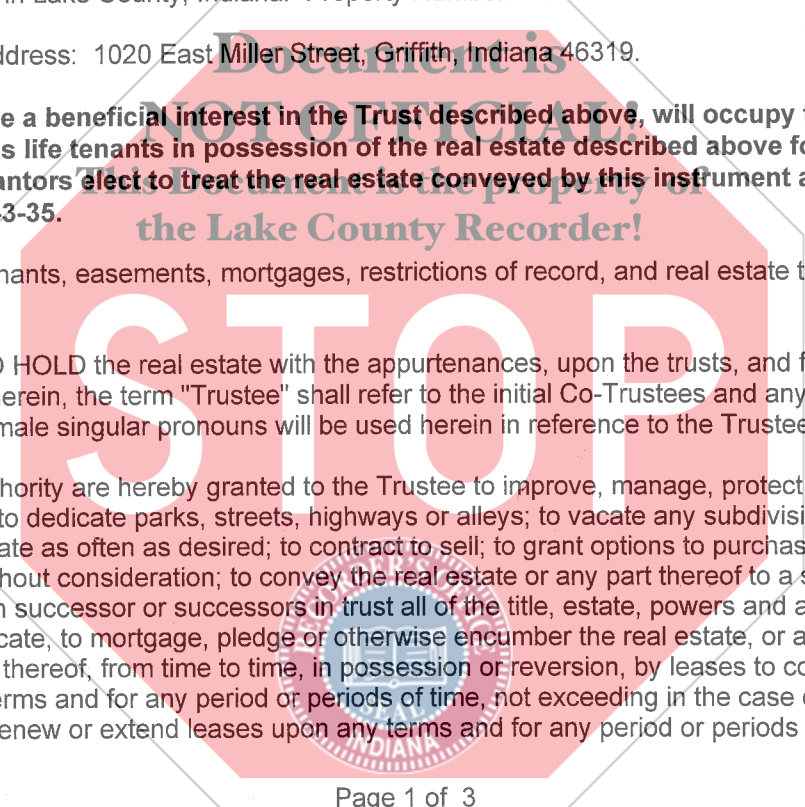 in Lake County, Indiana. Property
ddress: 1020 East Miller Street, Griffith, Indiana 46319.
Document is
e a beneficial interest in the Trust described above, will occupy t
NOT OFFICIAL!
s life tenants in possession of the real estate described above fo
antors elect to treat the real estate conveyed by this instrument a
This Document is the property of
3-35.
the Lake County Recorder!
nants, easements, mortgages, restrictions of record, and real estate t
STOP
O HOLD the real estate with the appurtenances, upon the trusts, and f
erein, the term "Trustee" shall refer to the initial Co-Trustees and any
male singular pronouns will be used herein in reference to the Trustee
hority are hereby granted to the Trustee to improve, manage, protect
to dedicate parks, streets, highways or alleys; to vacate any subdivisi
ate as often as desired; to contract to sell; to grant options to purchas
hout consideration; to convey the real estate or any part thereof to a s
n successor or successors in trust all of the title, estate, powers and a
cate, to mortgage, pledge or otherwise encumber the real estate, or a
thereof, from time to time, in possession or reversion, by leases to co
erms and for any period or periods of time, not exceeding in the case o
enew or extend leases upon any terms and for any period or periods
SEAL
INDIANA
Page 1 of 3